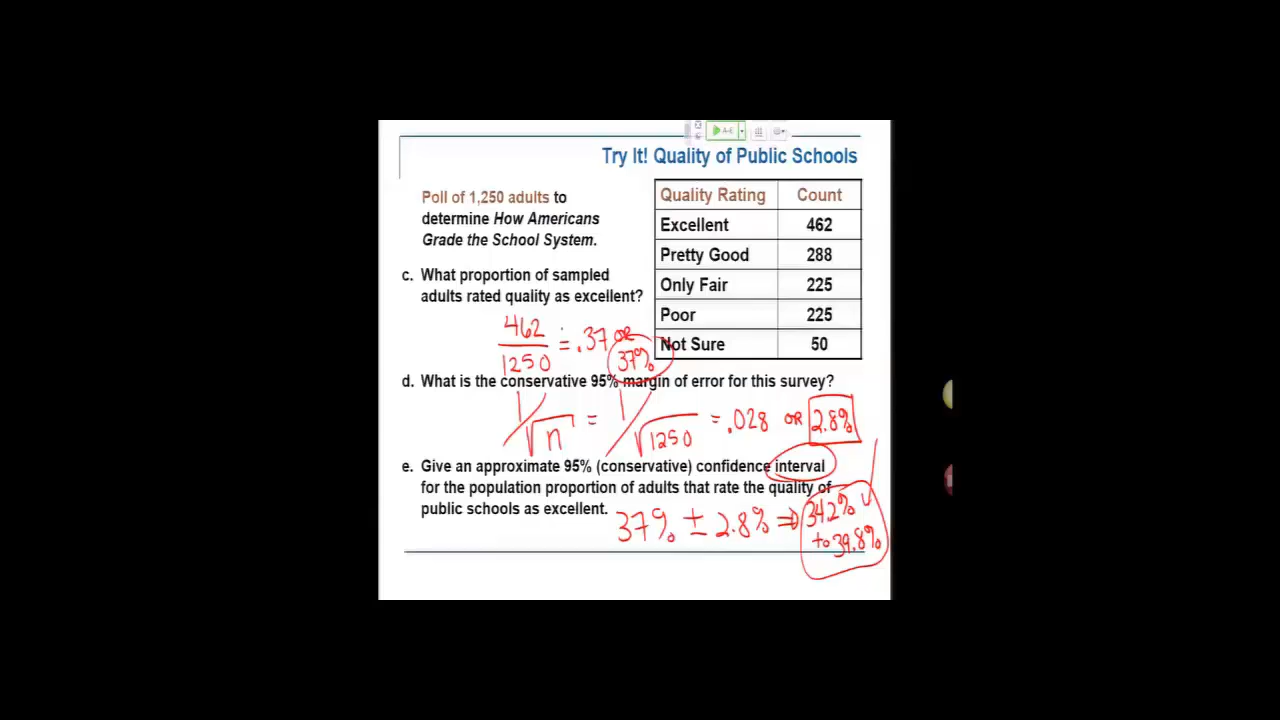 A-E
Try It! Quality of Public Schools
Poll of 1,250 adults to
determine How Americans
Grade the School System.
Quality Rating Count
Excellent 462
Pretty Good 288
Only Fair 225
Poor 225
Not Sure 50
c. What proportion of sampled
adults rated quality as excellent?
462/1250 = .37 OR
37%
d. What is the conservative 95% margin of error for this survey?
1/√n = 1/√1250 = .028 OR 2.8%
e. Give an approximate 95% (conservative) confidence interval
for the population proportion of adults that rate the quality of
public schools as excellent.
37% ± 2.8% ⇒ 34.2%
to 39.8%